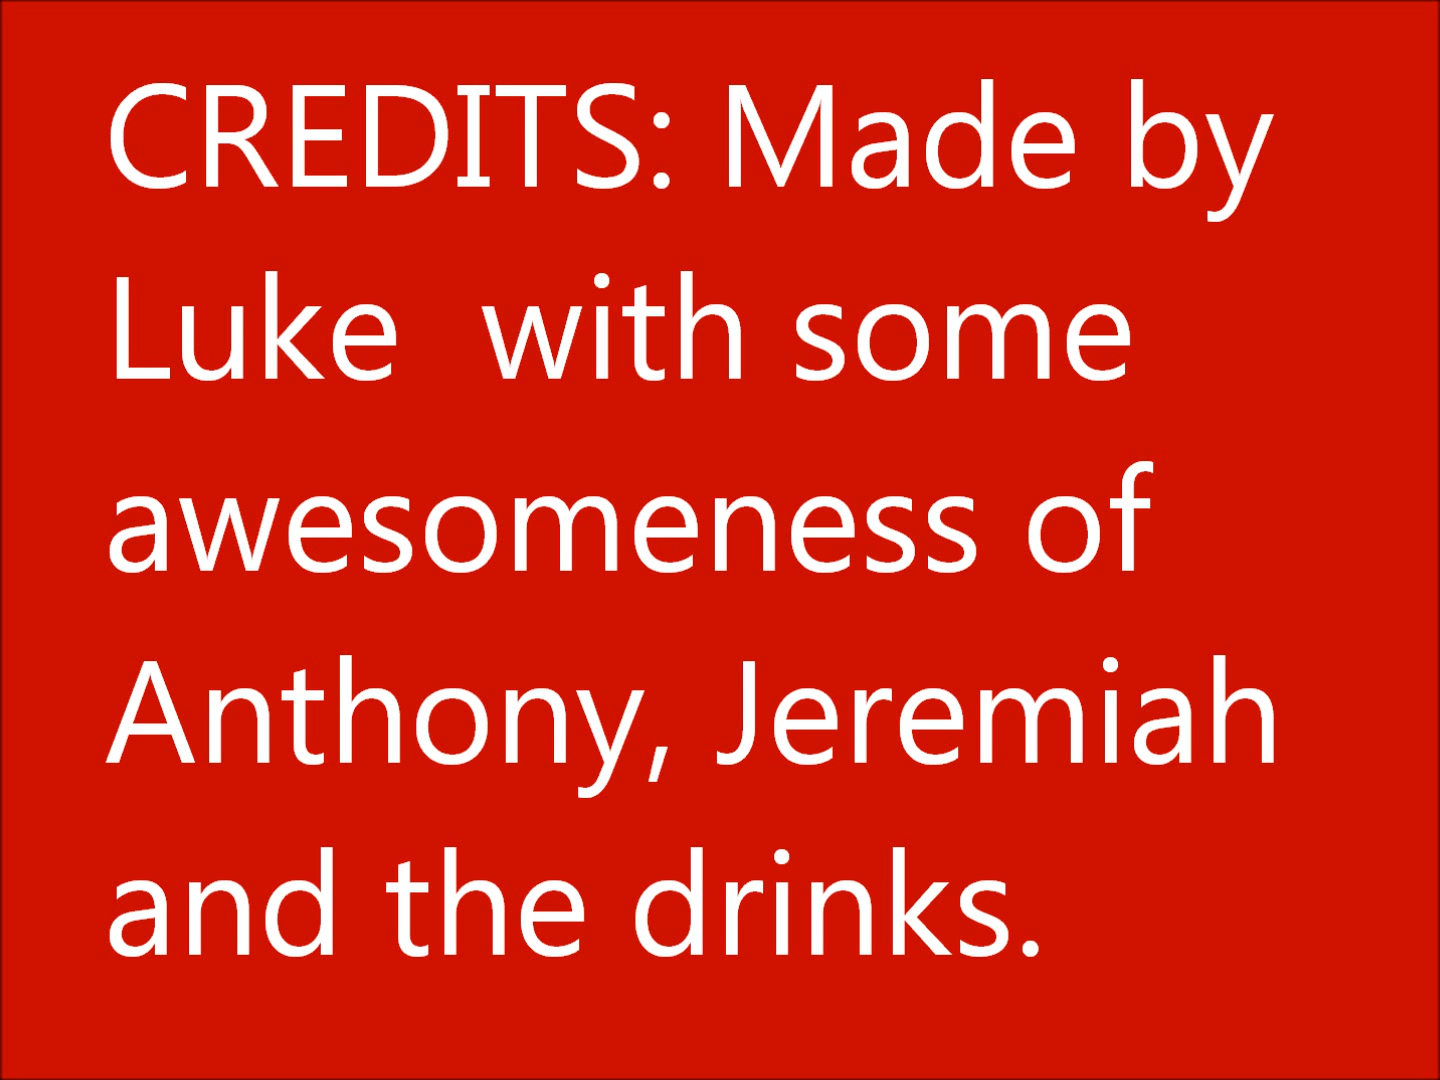 CREDITS: Made by
Luke  with some
awesomeness of
Anthony, Jeremiah
and the drinks.